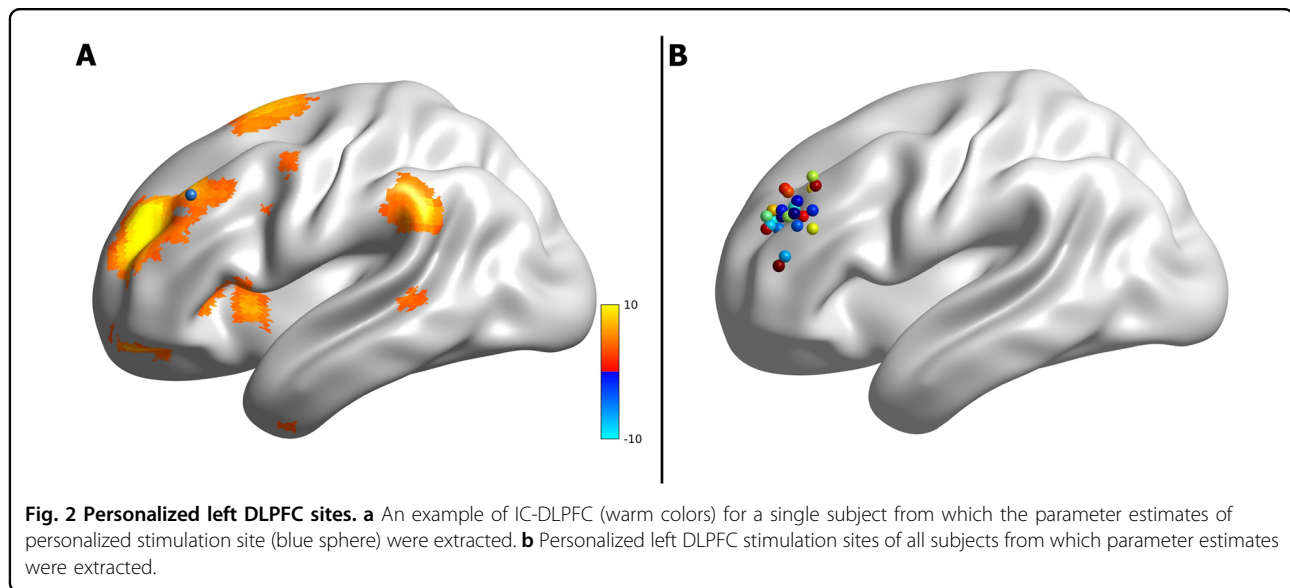 A
B
10
-10
Fig. 2 Personalized left DLPFC sites. a An example of IC-DLPFC (warm colors) for a single subject from which the parameter estimates of
personalized stimulation site (blue sphere) were extracted. b Personalized left DLPFC stimulation sites of all subjects from which parameter estimates
were extracted.